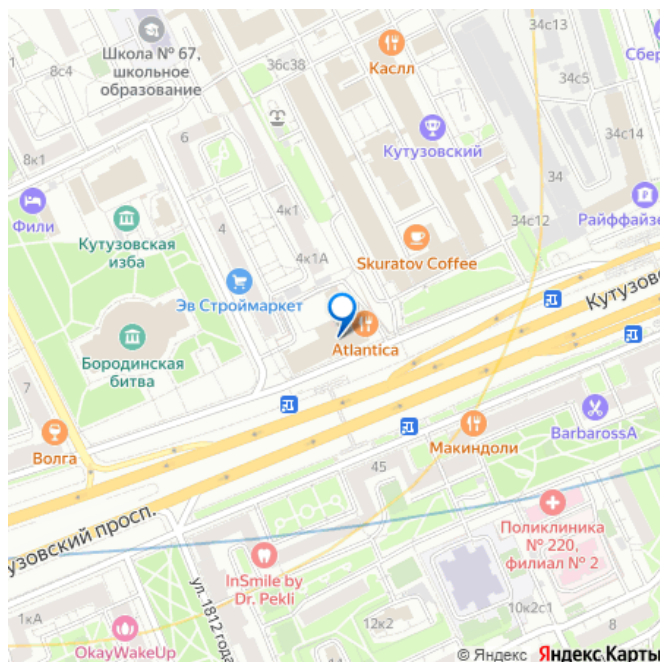 34с13
Школа № 67,
школьное
образование
8с4
36с38
Каслл
Сбер
34с5
34с14
6
8к1
Кутузовский
34
Фили
Кутузовская
изба
4к1
34с12
Райффайзе
4
4к1А
Skuratov Coffee
Эв Строймаркет
Кутузовс
Бородинская
битва
Atlantica
7
Волга
Макиндоли
BarbarossA
45
узовский просп.
Поликлиника
№ 220,
филиал № 2
InSmile by
Dr. Pekli
ул. 1812 года
1кА
12к2
10к2с1
8
OkayWakeUp
© Яндекс Яндекс Карты